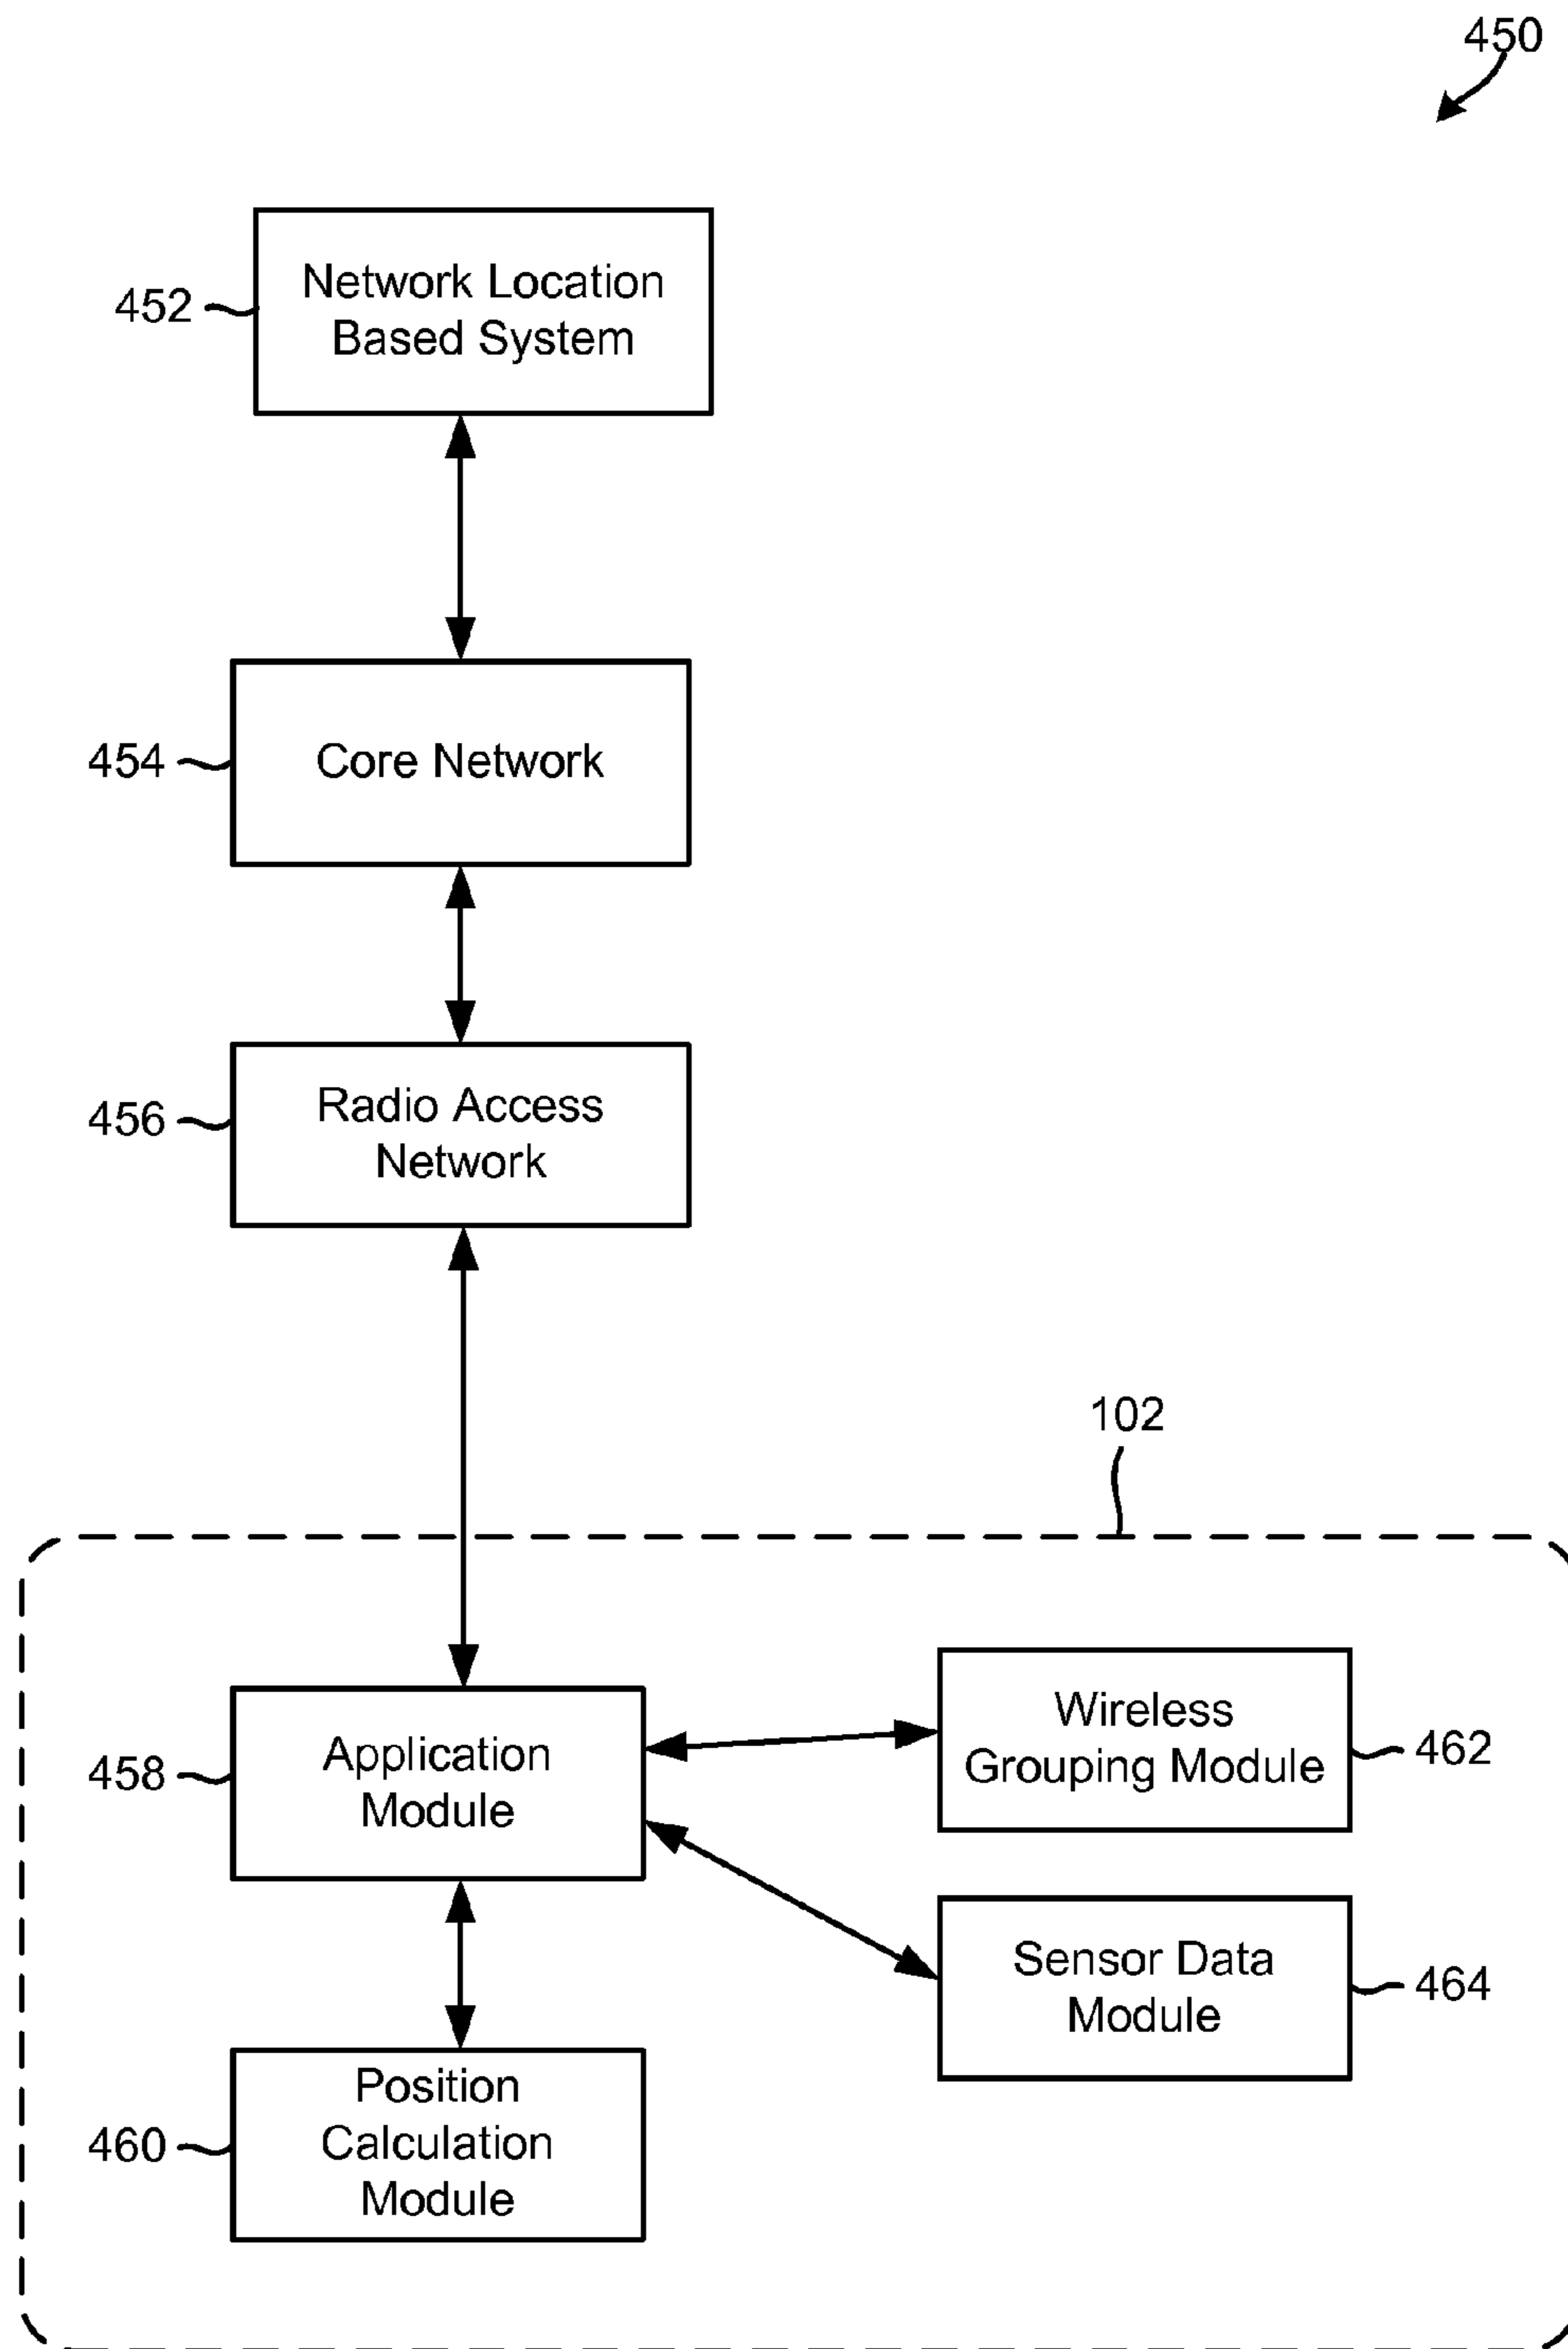 450
Network Location
Based System
452
Core Network
454
Radio Access
Network
456
102
Application
Module
458
Wireless
Grouping Module
462
Sensor Data
Module
464
Position
Calculation
Module
460